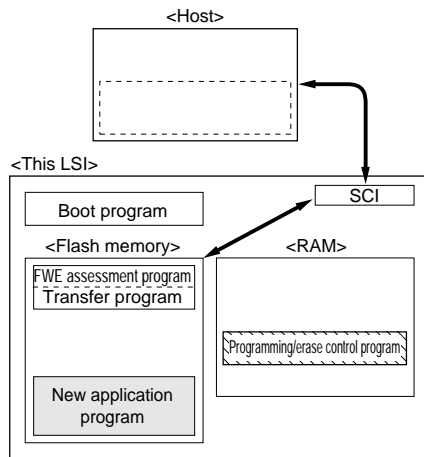 <Host>
<This LSI>
SCI
Boot program
<Flash memory>
<RAM>
FWE assessment program
Transfer program
Programming/erase control program
New application
program